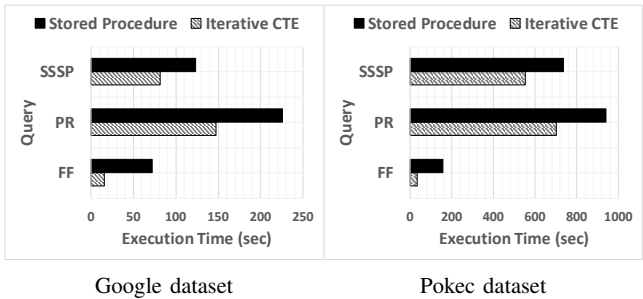 ■ Stored Procedure ▨ Iterative CTE
SSSP
PR
FF
Query
0 50 100 150 200 250
Execution Time (sec)
Google dataset
■ Stored Procedure ▨ Iterative CTE
SSSP
PR
FF
Query
0 200 400 600 800 1000
Execution Time (sec)
Pokec dataset